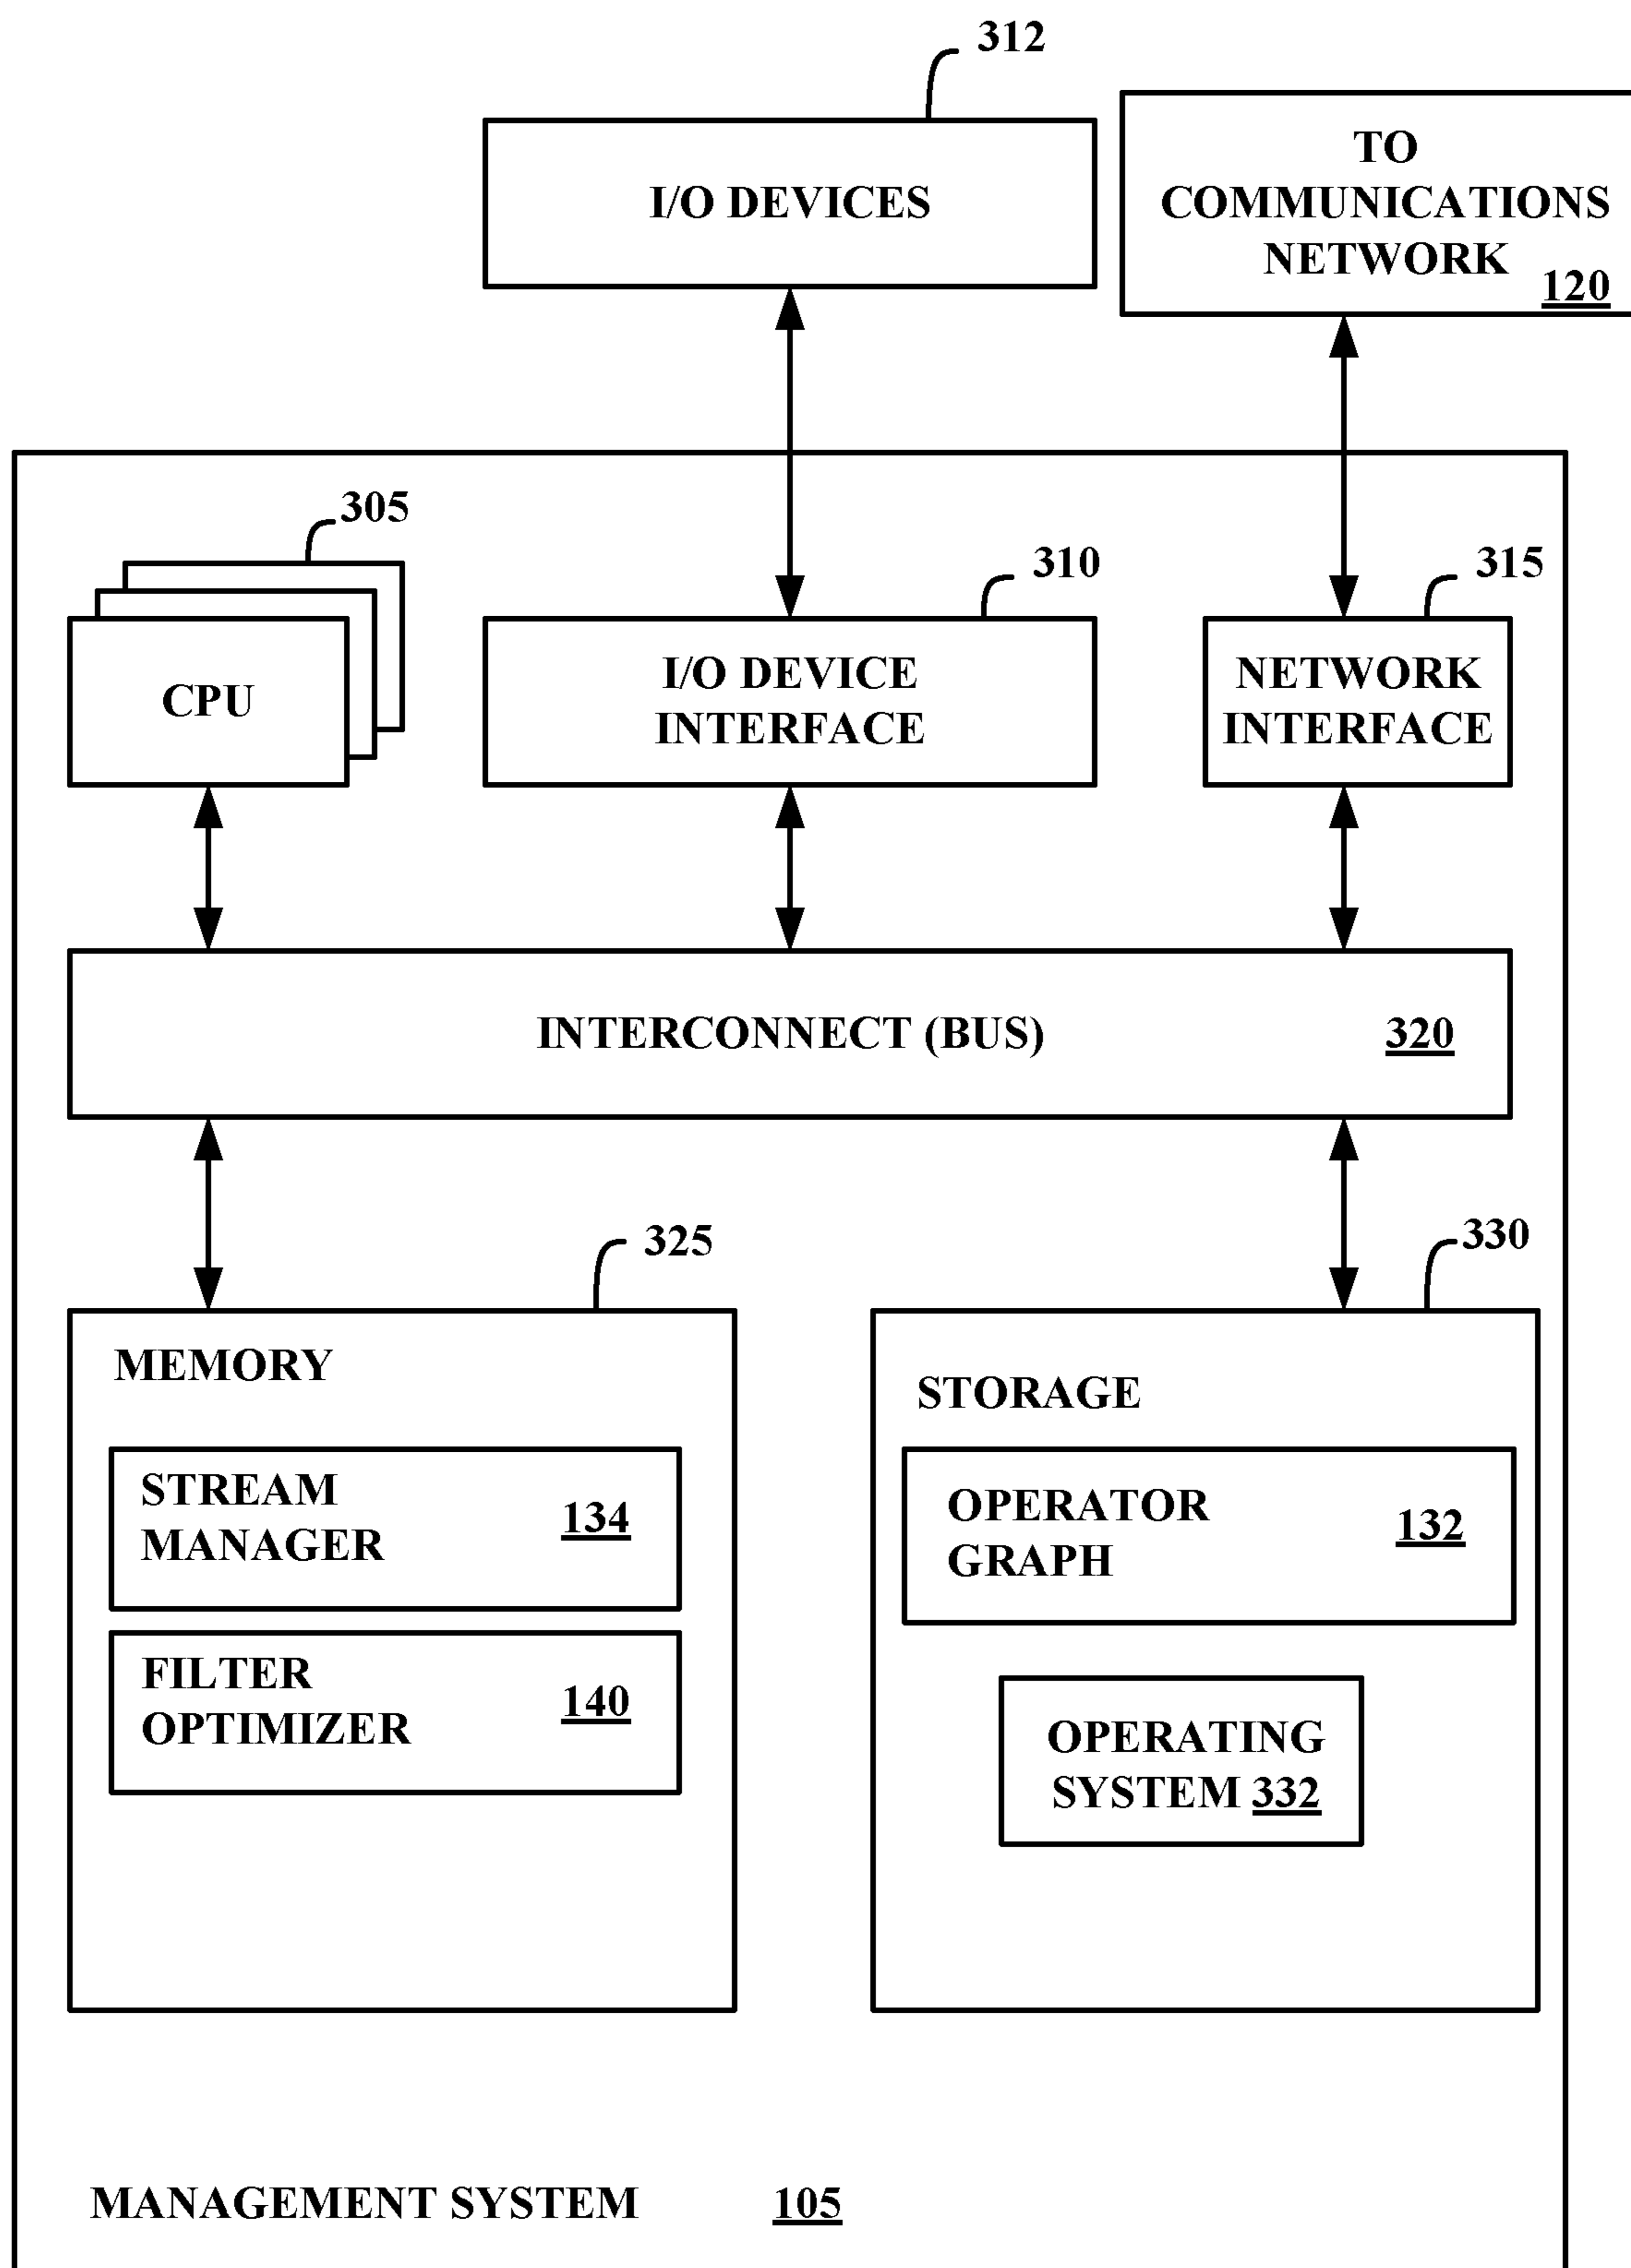 312
I/O DEVICES
TO
COMMUNICATIONS
NETWORK
120
305
310
315
CPU
I/O DEVICE
INTERFACE
NETWORK
INTERFACE
INTERCONNECT (BUS) 320
325
330
MEMORY
STREAM
MANAGER
134
FILTER
OPTIMIZER
140
STORAGE
OPERATOR
GRAPH
132
OPERATING
SYSTEM 332
MANAGEMENT SYSTEM 105